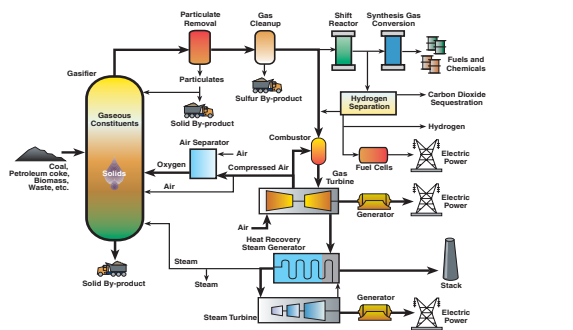 Particulate
Removal
Gas
Cleanup
Shift
Reactor
Synthesis Gas
Conversion
Gasifier
Fuels and
Chemicals
Particulates
Sulfur By-product
Solid By-product
Gaseous
Constituents
Solids
Hydrogen
Separation
Carbon Dioxide
Sequestration
Hydrogen
Combustor
Air Separator
Air
Oxygen
Compressed Air
Air
Coal,
Petroleum coke,
Biomass,
Waste, etc.
Fuel Cells
Electric
Power
Gas
Turbine
Generator
Electric
Power
Air
Heat Recovery
Steam Generator
Steam
Steam
Solid By-product
Stack
Steam Turbine
Generator
Electric
Power